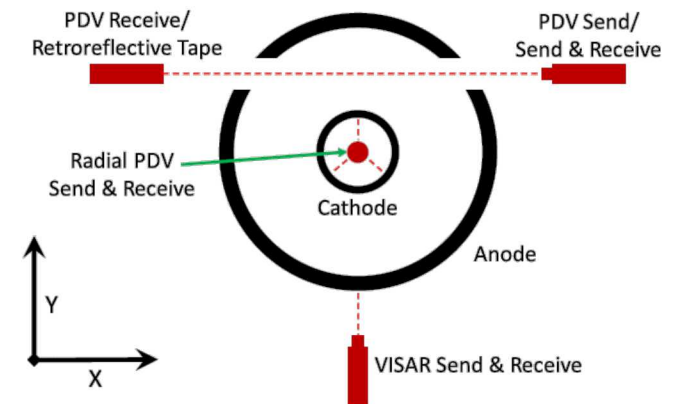 PDV Receive/
Retroreflective Tape
PDV Send/
Send & Receive
Radial PDV
Send & Receive
Cathode
Anode
Y
X
VISAR Send & Receive